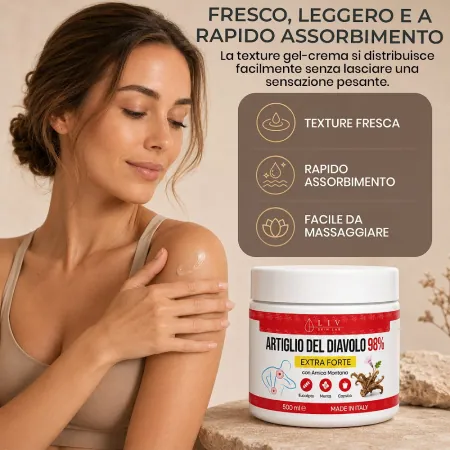 FRESCO, LEGGERO E A
RAPIDO ASSORBIMENTO
La texture gel-crema si distribuisce
facilmente senza lasciare una
sensazione pesante.
TEXTURE FRESCA
RAPIDO
ASSORBIMENTO
FACILE DA
MASSAGGIARE
LIV
SKIN LAB
ARTIGLIO DEL DIAVOLO 98%
EXTRA FORTE
con Arnica Montana
Eucalipto Menta Canfora
500 ml e MADE IN ITALY